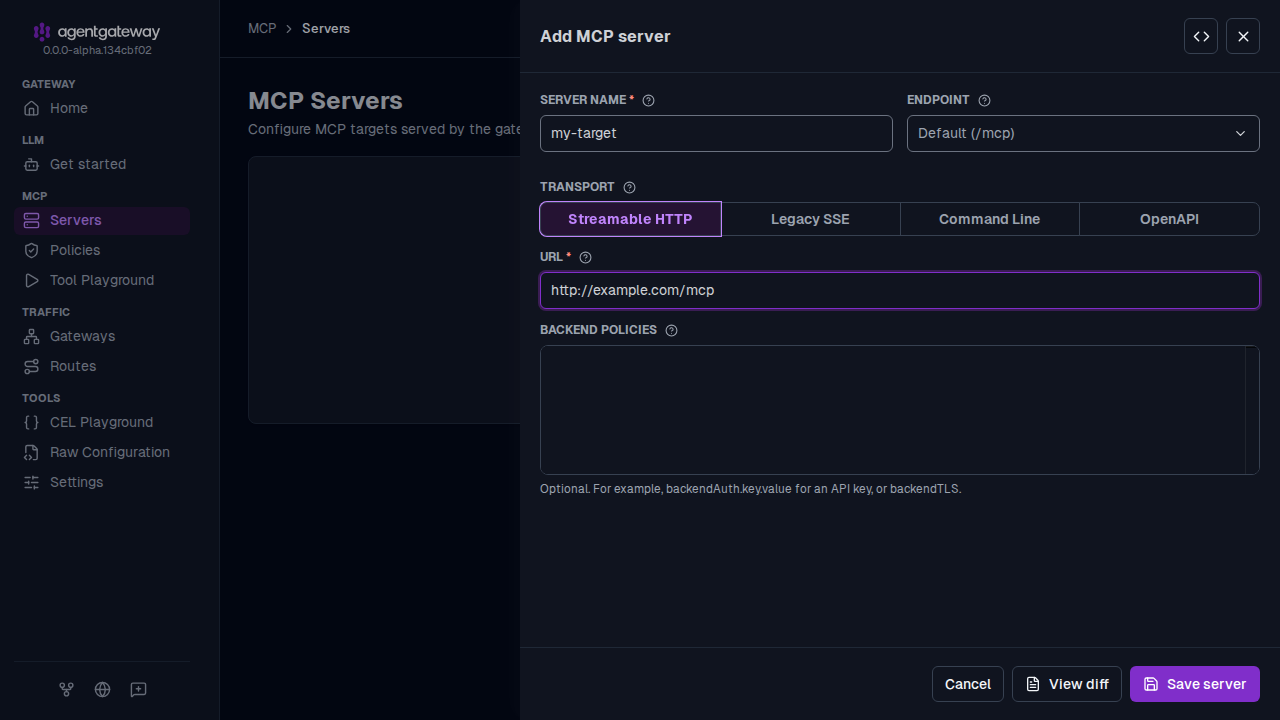 agentgateway
0.0.0-alpha.134cbf02
GATEWAY
Home
LLM
Get started
MCP
Servers
Policies
Tool Playground
TRAFFIC
Gateways
Routes
TOOLS
CEL Playground
Raw Configuration
Settings
MCP > Servers
MCP Servers
Configure MCP targets served by the gate
Add MCP server
SERVER NAME *
my-target
ENDPOINT
Default (/mcp)
TRANSPORT
Streamable HTTP
Legacy SSE
Command Line
OpenAPI
URL *
http://example.com/mcp
BACKEND POLICIES
Optional. For example, backendAuth.key.value for an API key, or backendTLS.
Cancel
View diff
Save server